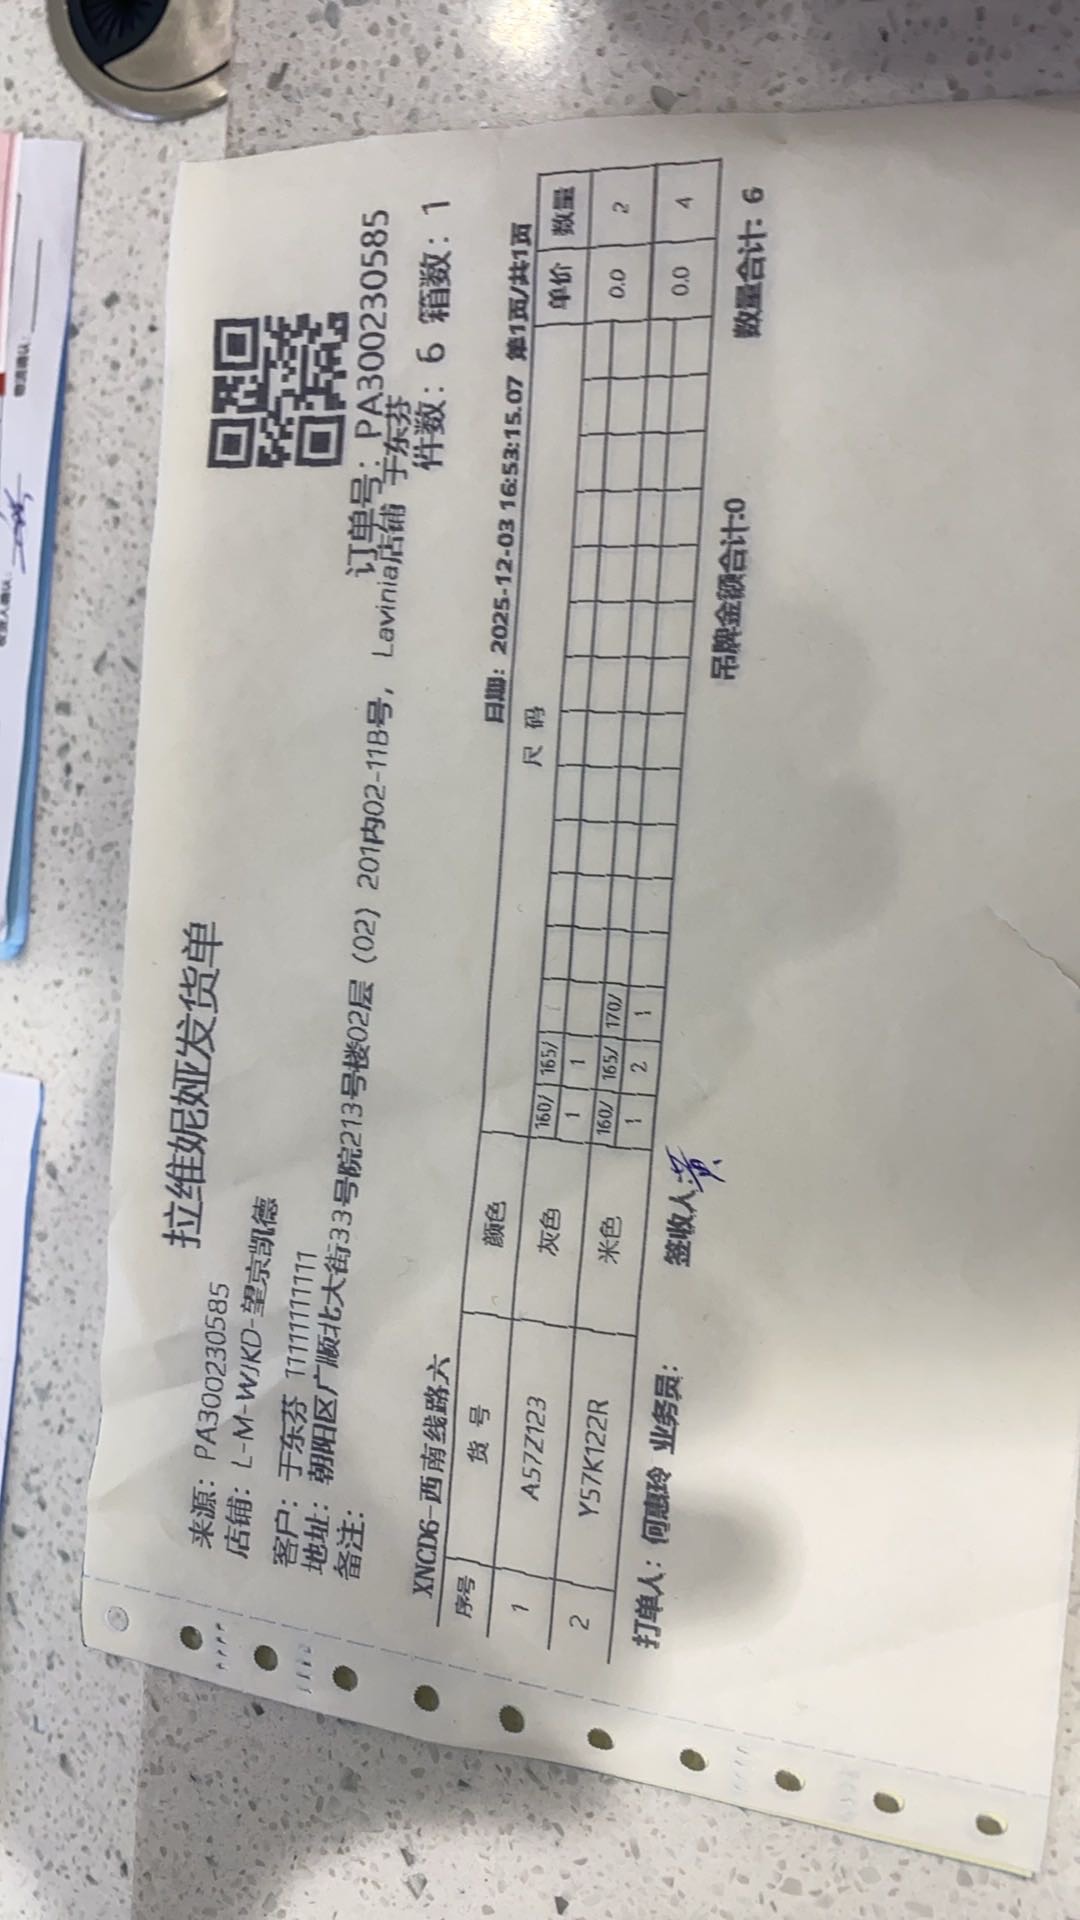 拉维妮娅发货单
来源：PA300230585
店铺：L-M-WJKD-望京凯德
客户：于东芬 11111111111
订单号：PA300230585
地址：朝阳区广顺北大街33号院213号楼02层（02）201内02-11B号，Lavinia店铺 于东芬
备注：
件数：6 箱数：1
XNCD6-西南线路六 日期：2025-12-03 16:53:15.07 第1页/共1页
序号 货 号 颜色 尺 码 单价 数量
1 A57Z123 灰色 160/ 165/ 0.0 2
1 1
2 Y57K122R 米色 160/ 165/ 170/ 0.0 4
1 2 1
打单人：何惠玲 业务员： 签收人:黄 吊牌金额合计:0 数量合计：6